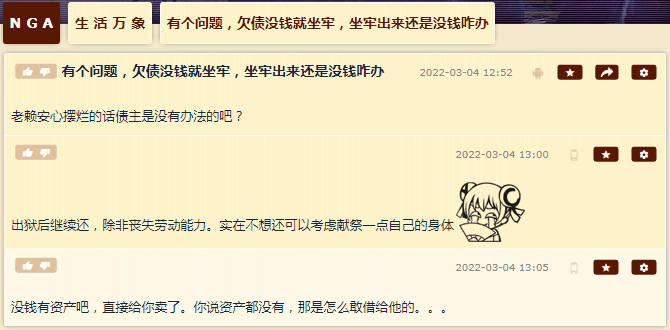 NGA
生活万象
有个问题，欠债没钱就坐牢，坐牢出来还是没钱咋办
有个问题，欠债没钱就坐牢，坐牢出来还是没钱咋办
2022-03-04 12:52
老赖安心摆烂的话债主是没有办法的吧？
2022-03-04 13:00
出狱后继续还，除非丧失劳动能力。实在不想还可以考虑献祭一点自己的身体
2022-03-04 13:05
没钱有资产吧，直接给你卖了。你说资产都没有，那是怎么敢借给他的。。。